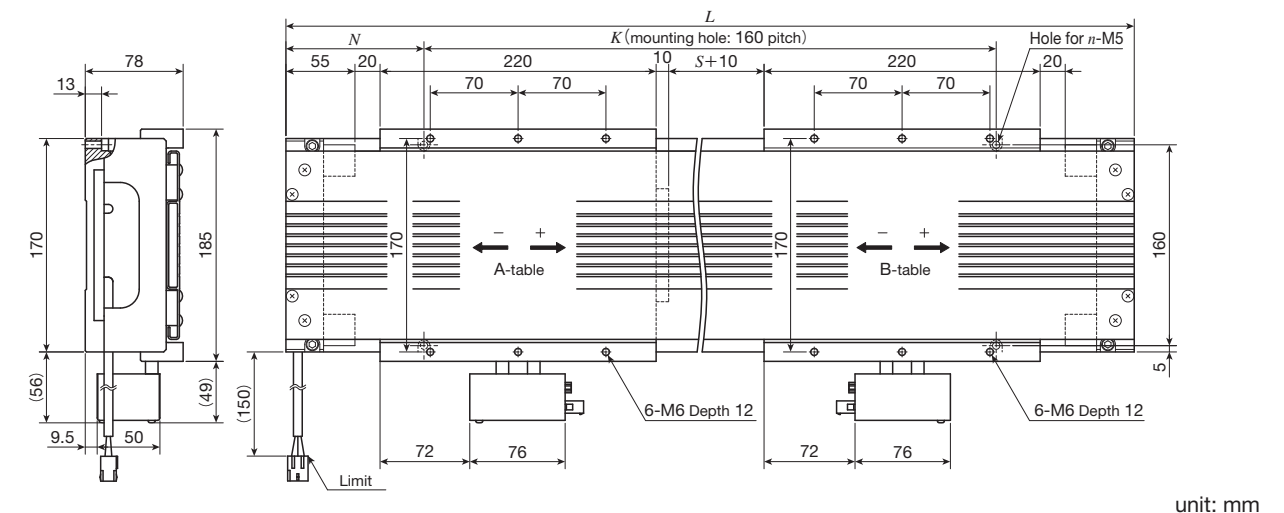 L
N
K (mounting hole: 160 pitch)
Hole for n-M5
78
55
20
220
10
S+10
220
20
13
70
70
70
70
170
185
170
170
160
− +
− +
A-table
B-table
(56)
(49)
(150)
5
6-M6 Depth 12
6-M6 Depth 12
9.5
50
72
76
72
76
Limit
unit: mm